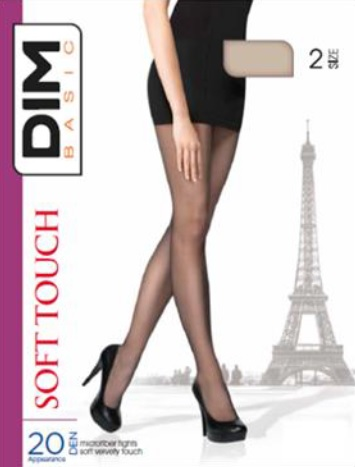 DIM
BASIC
2 SIZE
SOFT TOUCH
20 DEN
Appearance
microfiber tights
soft velvety touch